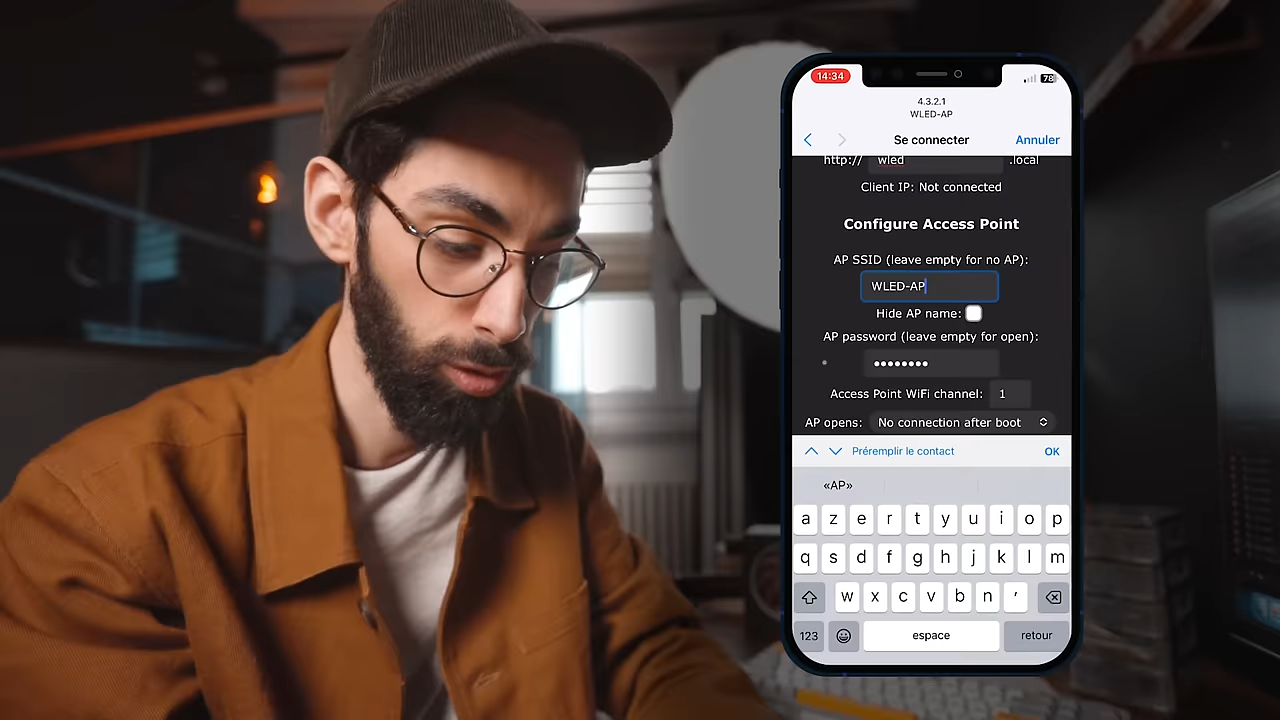 14:34
78
4.3.2.1
WLED-AP
Se connecter
Annuler
http:// wled .local
Client IP: Not connected
Configure Access Point
AP SSID (leave empty for no AP):
WLED-AP
Hide AP name:
AP password (leave empty for open):
••••••••
Access Point WiFi channel: 1
AP opens: No connection after boot
Préremplir le contact
OK
«AP»
a z e r t y u i o p
q s d f g h j k l m
w x c v b n ′
123
espace
retour